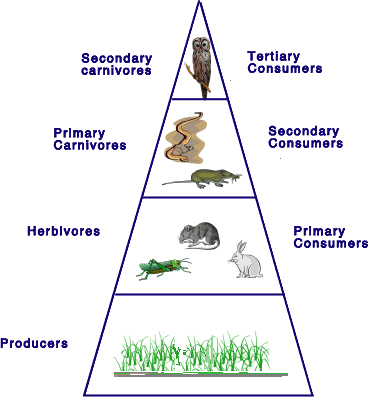 Secondary
carnivores
Tertiary
Consumers
Primary
Carnivores
Secondary
Consumers
Herbivores
Primary
Consumers
Producers